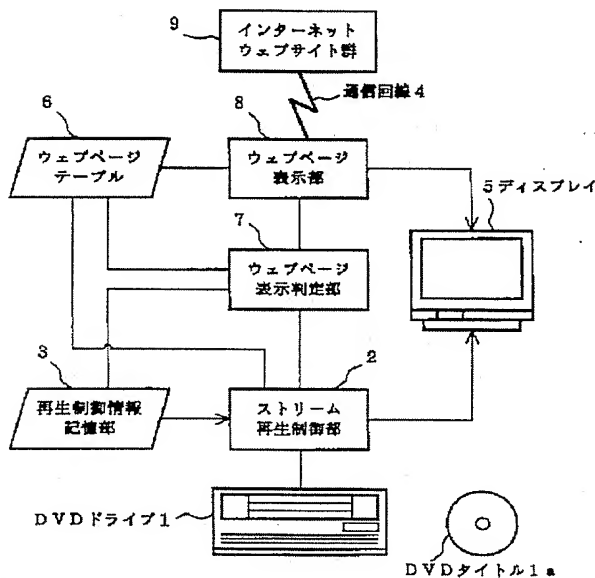 9
インターネット
ウェブサイト群
通信回線4
6
8
ウェブページ
テーブル
ウェブページ
表示部
5ディスプレイ
7
ウェブページ
表示判定部
3
2
再生制御情報
記憶部
ストリーム
再生制御部
DVDドライブ1
DVDタイトル1a